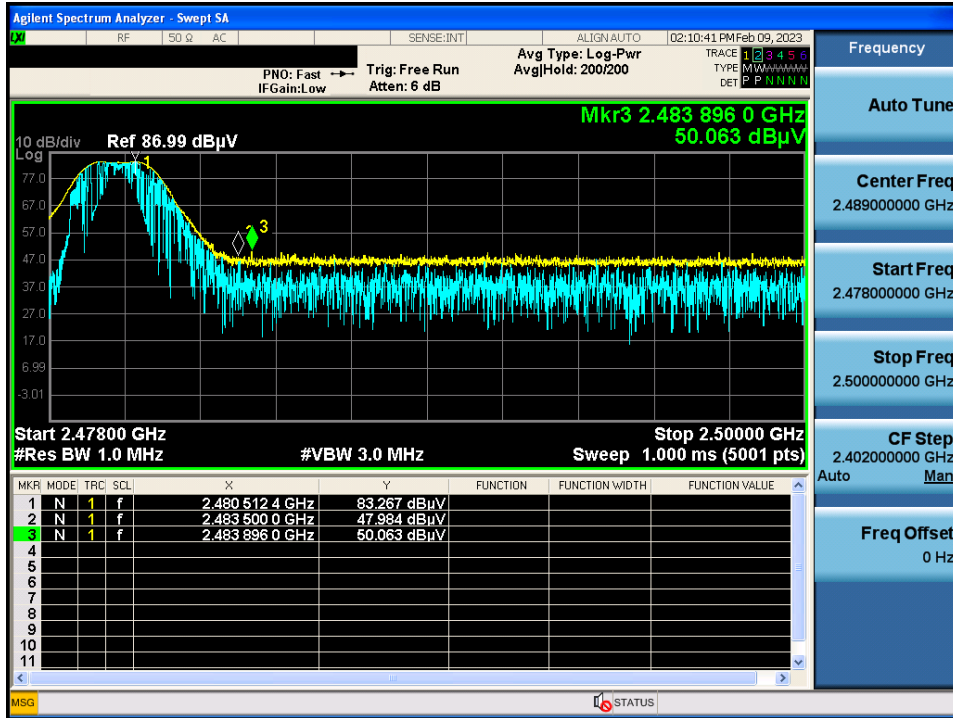 Agilent Spectrum Analyzer - Swept SA
LXI RF 50 Ω AC SENSE:INT ALIGN AUTO 02:10:41 PM Feb 09, 2023
PNO: Fast Trig: Free Run Avg Type: Log-Pwr TRACE 1 2 3 4 5 6
IFGain:Low Atten: 6 dB Avg|Hold: 200/200 TYPE M W W W W W
DET P P N N N N
Mkr3 2.483 896 0 GHz
50.063 dBµV
10 dB/div Ref 86.99 dBµV
Log
1
77.0
67.0
3
57.0
47.0
37.0
27.0
17.0
6.99
-3.01
Start 2.47800 GHz Stop 2.50000 GHz
#Res BW 1.0 MHz #VBW 3.0 MHz Sweep 1.000 ms (5001 pts)
MKR MODE TRC SCL X Y FUNCTION FUNCTION WIDTH FUNCTION VALUE
1 N 1 f 2.480 512 4 GHz 83.267 dBµV
2 N 1 f 2.483 500 0 GHz 47.984 dBµV
3 N 1 f 2.483 896 0 GHz 50.063 dBµV
4
5
6
7
8
9
10
11
MSG STATUS
Frequency
Auto Tune
Center Freq
2.489000000 GHz
Start Freq
2.478000000 GHz
Stop Freq
2.500000000 GHz
CF Step
2.402000000 GHz
Auto Man
Freq Offset
0 Hz